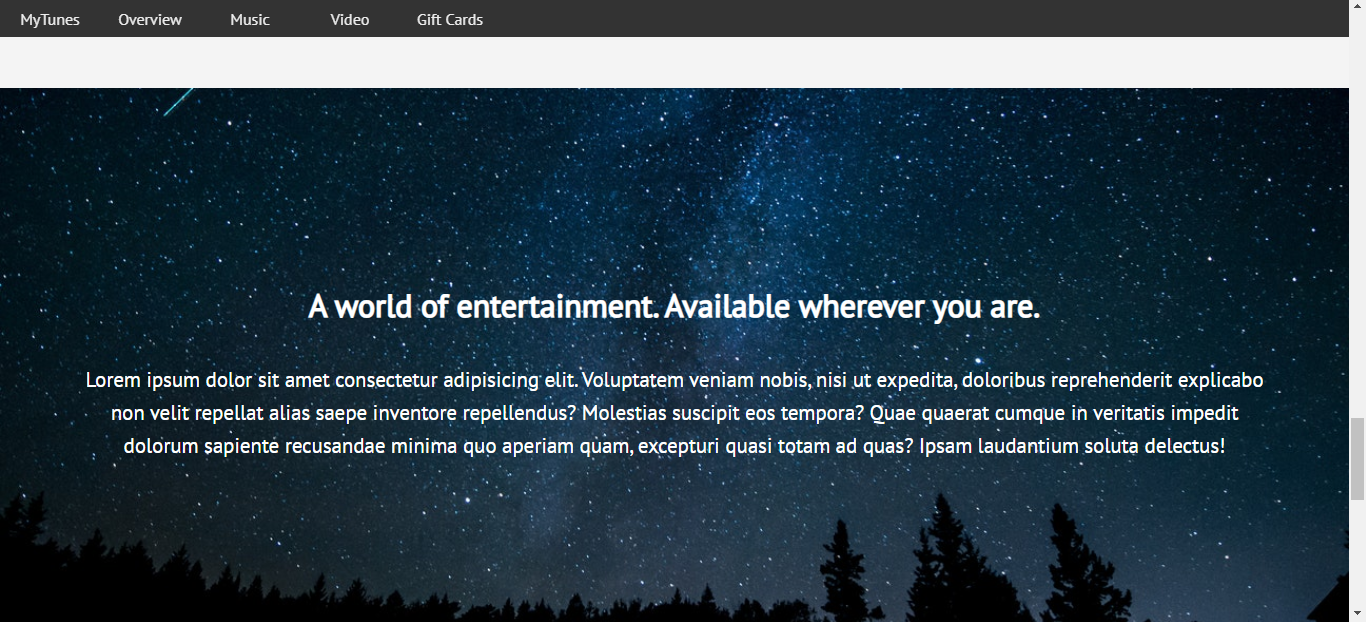 MyTunes Overview Music Video Gift Cards
A world of entertainment. Available wherever you are.
Lorem ipsum dolor sit amet consectetur adipisicing elit. Voluptatem veniam nobis, nisi ut expedita, doloribus reprehenderit explicabo
non velit repellat alias saepe inventore repellendus? Molestias suscipit eos tempora? Quae quaerat cumque in veritatis impedit
dolorum sapiente recusandae minima quo aperiam quam, excepturi quasi totam ad quas? Ipsam laudantium soluta delectus!